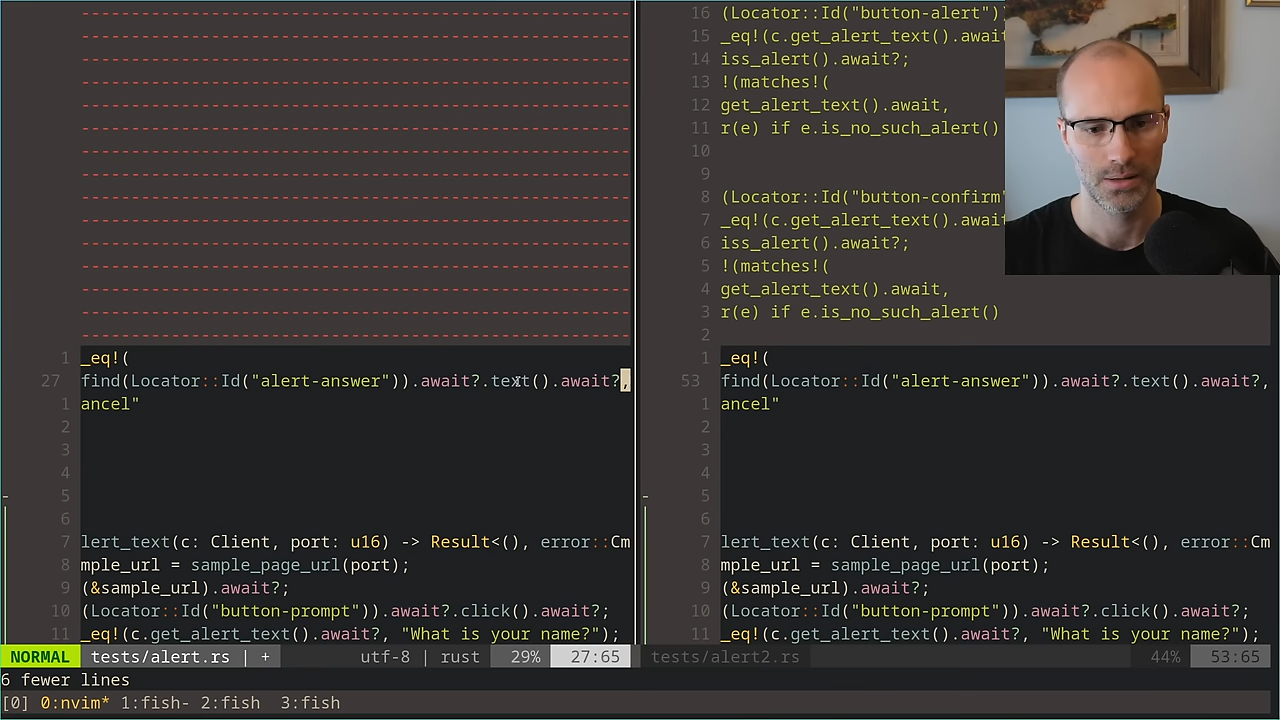 16 (Locator::Id("button-alert")
15 _eq!(c.get_alert_text().await
14 iss_alert().await?;
13 !(matches!(
12 get_alert_text().await,
11 r(e) if e.is_no_such_alert()
10
9
8 (Locator::Id("button-confirm"
7 _eq!(c.get_alert_text().await
6 iss_alert().await?;
5 !(matches!(
4 get_alert_text().await,
3 r(e) if e.is_no_such_alert()
2
1 _eq!( 1 _eq!(
27 find(Locator::Id("alert-answer")).await?.text().await?, 53 find(Locator::Id("alert-answer")).await?.text().await?,
1 ancel" 1 ancel"
2 2
3 3
4 4
5 5
6 6
7 lert_text(c: Client, port: u16) -> Result<(), error::Cm 7 lert_text(c: Client, port: u16) -> Result<(), error::Cm
8 mple_url = sample_page_url(port); 8 mple_url = sample_page_url(port);
9 (&sample_url).await?; 9 (&sample_url).await?;
10 (Locator::Id("button-prompt")).await?.click().await?; 10 (Locator::Id("button-prompt")).await?.click().await?;
11 _eq!(c.get_alert_text().await?, "What is your name?"); 11 _eq!(c.get_alert_text().await?, "What is your name?");
NORMAL tests/alert.rs | + utf-8 | rust 29% 27:65 tests/alert2.rs 44% 53:65
6 fewer lines
[0] 0:nvim* 1:fish- 2:fish 3:fish